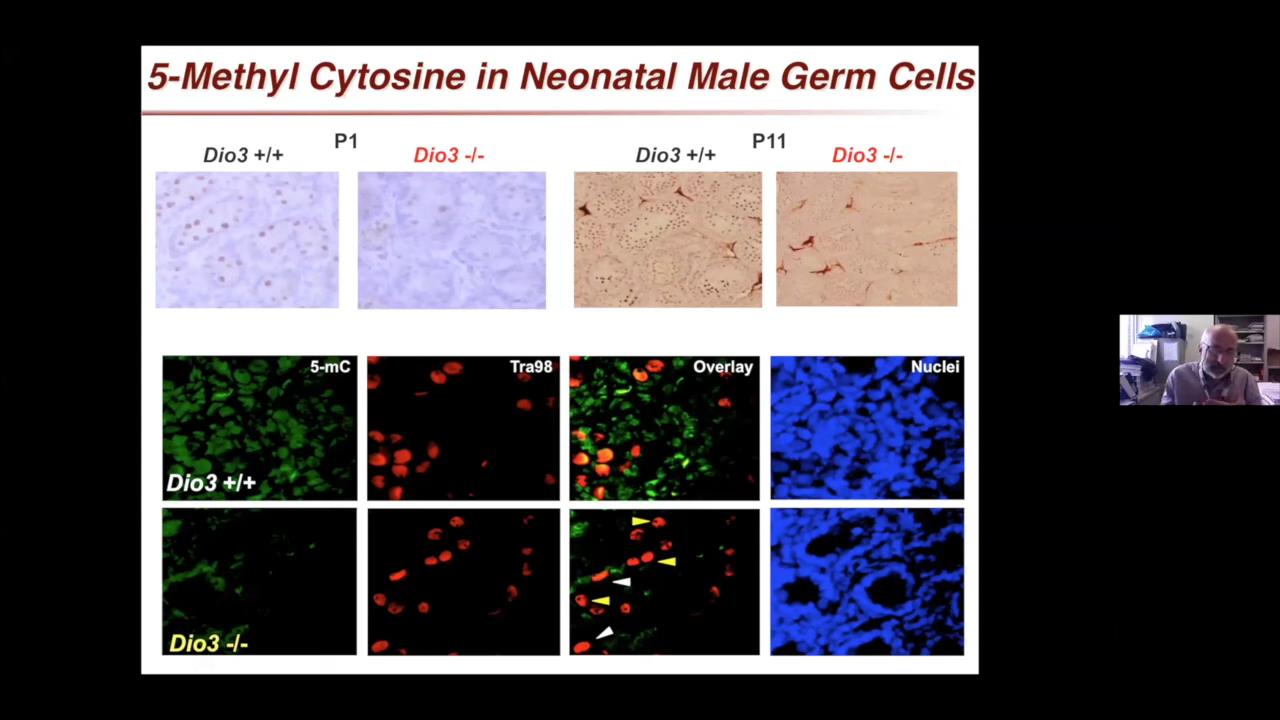 5-Methyl Cytosine in Neonatal Male Germ Cells
P1
P11
Dio3 +/+
Dio3 -/-
Dio3 +/+
Dio3 -/-
5-mC
Tra98
Overlay
Nuclei
Dio3 +/+
Dio3 -/-